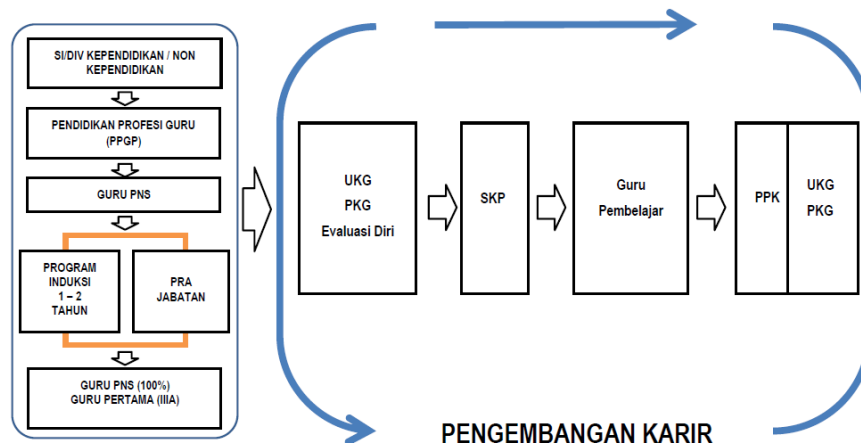 SI/DIV KEPENDIDIKAN / NON
KEPENDIDIKAN
PENDIDIKAN PROFESI GURU
(PPGP)
GURU PNS
PROGRAM
INDUKSI
1 – 2
TAHUN
PRA
JABATAN
GURU PNS (100%)
GURU PERTAMA (IIIA)
UKG
PKG
Evaluasi Diri
SKP
Guru
Pembelajar
PPK
UKG
PKG
PENGEMBANGAN KARIR